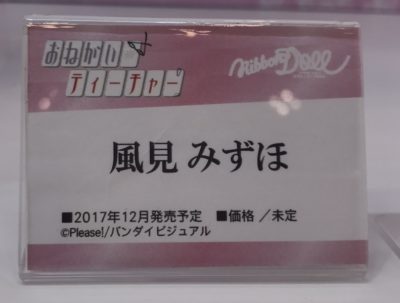 おねがい☆
ティーチャー
Ribbon Doll
風見 みずほ
■2017年12月発売予定 ■価格 ／未定
©Please!/バンダイビジュアル